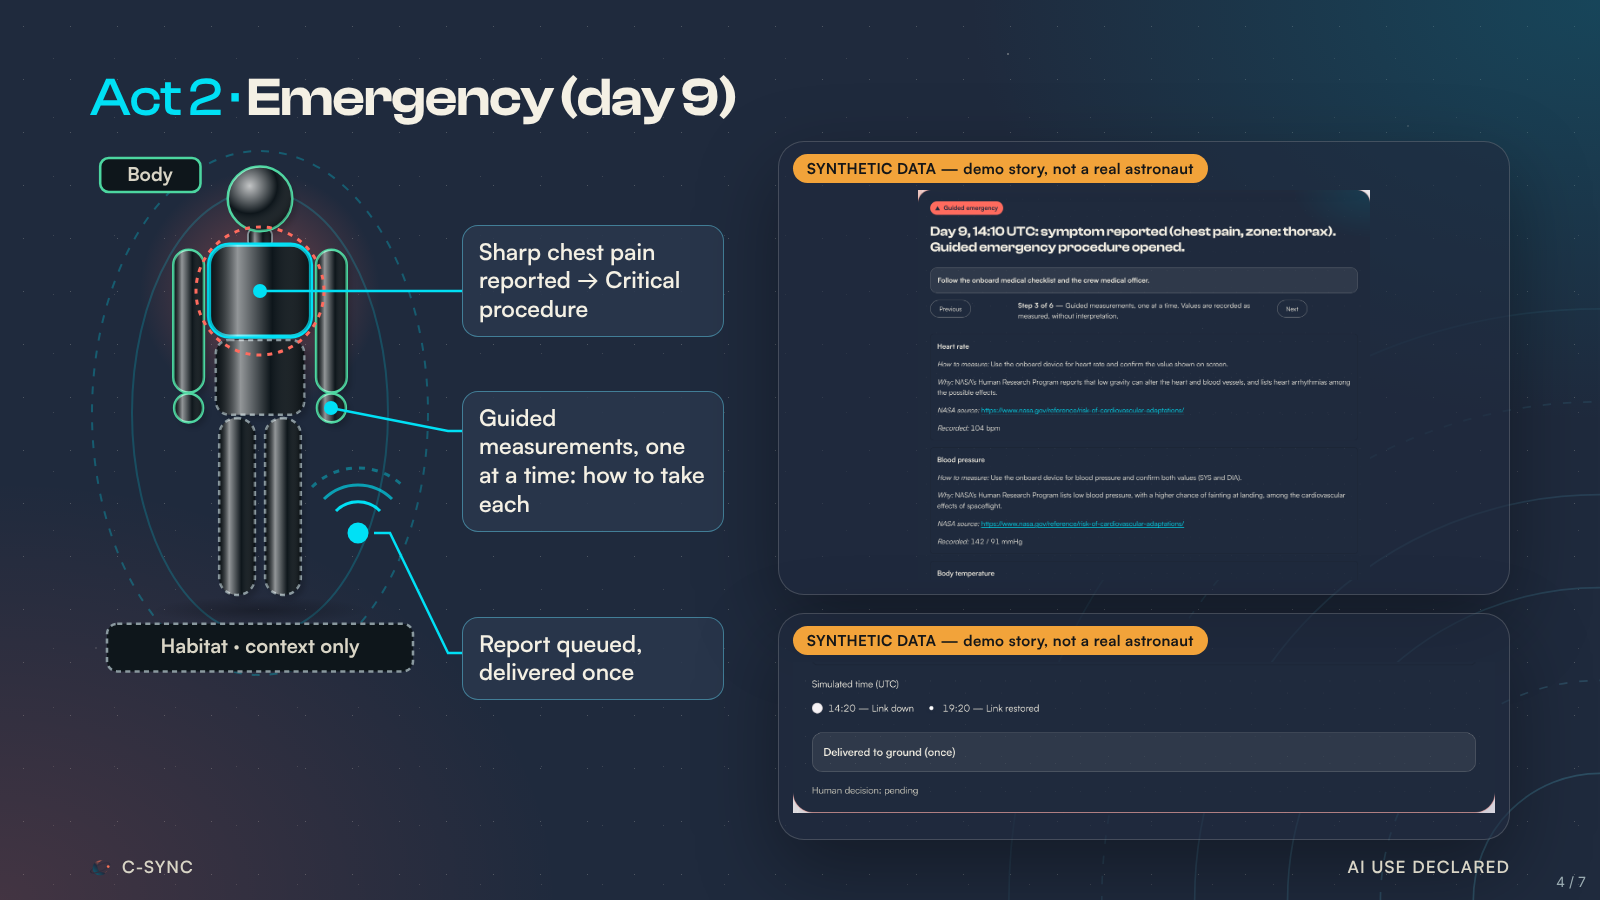 Act 2 · Emergency (day 9)
Body
Sharp chest pain
reported → Critical
procedure
Guided
measurements, one
at a time: how to take
each
Report queued,
delivered once
Habitat · context only
SYNTHETIC DATA — demo story, not a real astronaut
▲ Guided emergency
Day 9, 14:10 UTC: symptom reported (chest pain, zone: thorax).
Guided emergency procedure opened.
Follow the onboard medical checklist and the crew medical officer.
Previous
Step 3 of 6 — Guided measurements, one at a time. Values are recorded as
measured, without interpretation.
Next
Heart rate
How to measure: Use the onboard device for heart rate and confirm the value shown on screen.
Why: NASA's Human Research Program reports that low gravity can alter the heart and blood vessels, and lists heart arrhythmias among
the possible effects.
NASA source: https://www.nasa.gov/reference/risk-of-cardiovascular-adaptations/
Recorded: 104 bpm
Blood pressure
How to measure: Use the onboard device for blood pressure and confirm both values (SYS and DIA).
Why: NASA's Human Research Program lists low blood pressure, with a higher chance of fainting at landing, among the cardiovascular
effects of spaceflight.
NASA source: https://www.nasa.gov/reference/risk-of-cardiovascular-adaptations/
Recorded: 142 / 91 mmHg
Body temperature
SYNTHETIC DATA — demo story, not a real astronaut
Simulated time (UTC)
14:20 — Link down
19:20 — Link restored
Delivered to ground (once)
Human decision: pending
C-SYNC
AI USE DECLARED
4 / 7